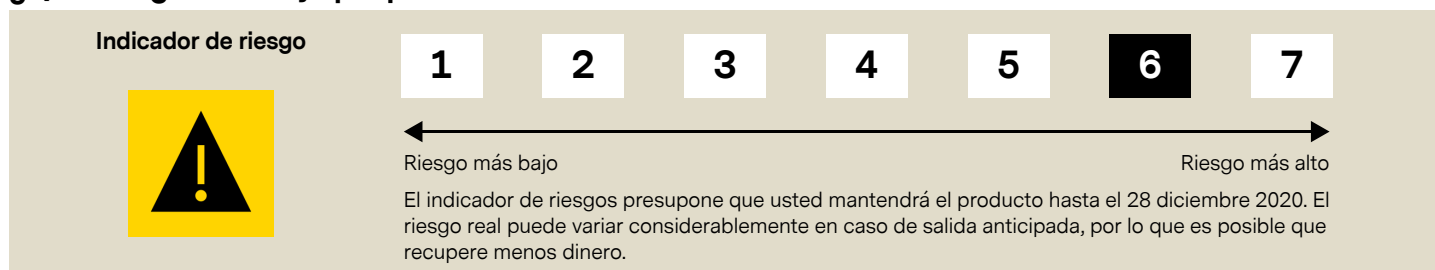 Indicador de riesgo
1 2 3 4 5 6 7
Riesgo más bajo Riesgo más alto
El indicador de riesgos presupone que usted mantendrá el producto hasta el 28 diciembre 2020. El
riesgo real puede variar considerablemente en caso de salida anticipada, por lo que es posible que
recupere menos dinero.